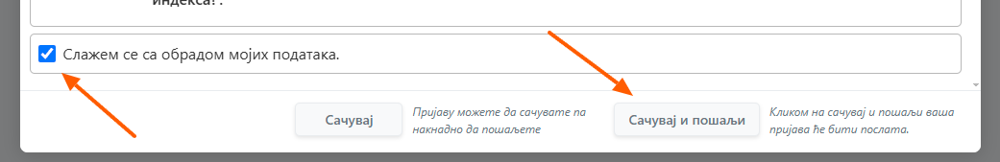 индекса?.
Слажем се са обрадом мојих података.
Сачувај
Пријаву можете да сачувате па
накнадно да пошаљете
Сачувај и пошаљи
Кликом на сачувај и пошаљи ваша
пријава ће бити послата.